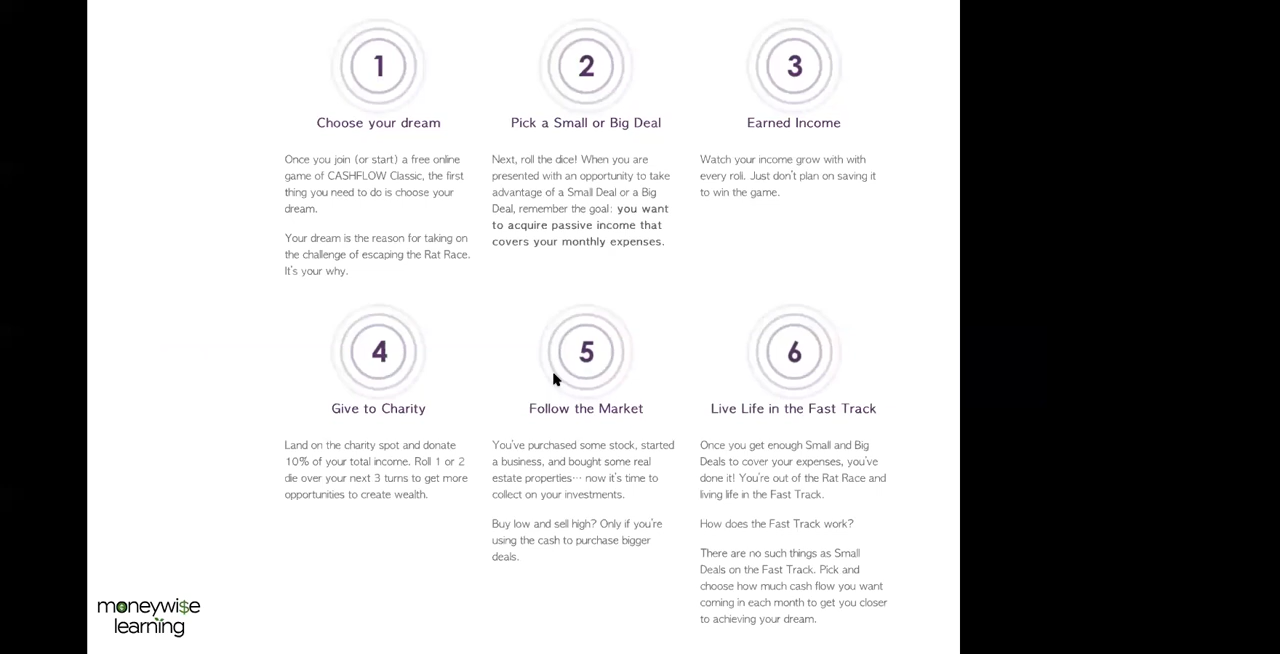 1
Choose your dream
Once you join (or start) a free online
game of CASHFLOW Classic, the first
thing you need to do is choose your
dream.
Your dream is the reason for taking on
the challenge of escaping the Rat Race.
It's your why.
2
Pick a Small or Big Deal
Next, roll the dice! When you are
presented with an opportunity to take
advantage of a Small Deal or a Big
Deal, remember the goal: you want
to acquire passive income that
covers your monthly expenses.
3
Earned Income
Watch your income grow with with
every roll. Just don't plan on saving it
to win the game.
4
Give to Charity
Land on the charity spot and donate
10% of your total income. Roll 1 or 2
die over your next 3 turns to get more
opportunities to create wealth.
5
Follow the Market
You've purchased some stock, started
a business, and bought some real
estate properties… now it's time to
collect on your investments.
Buy low and sell high? Only if you're
using the cash to purchase bigger
deals.
6
Live Life in the Fast Track
Once you get enough Small and Big
Deals to cover your expenses, you've
done it! You're out of the Rat Race and
living life in the Fast Track.
How does the Fast Track work?
There are no such things as Small
Deals on the Fast Track. Pick and
choose how much cash flow you want
coming in each month to get you closer
to achieving your dream.
moneywi$e
learning